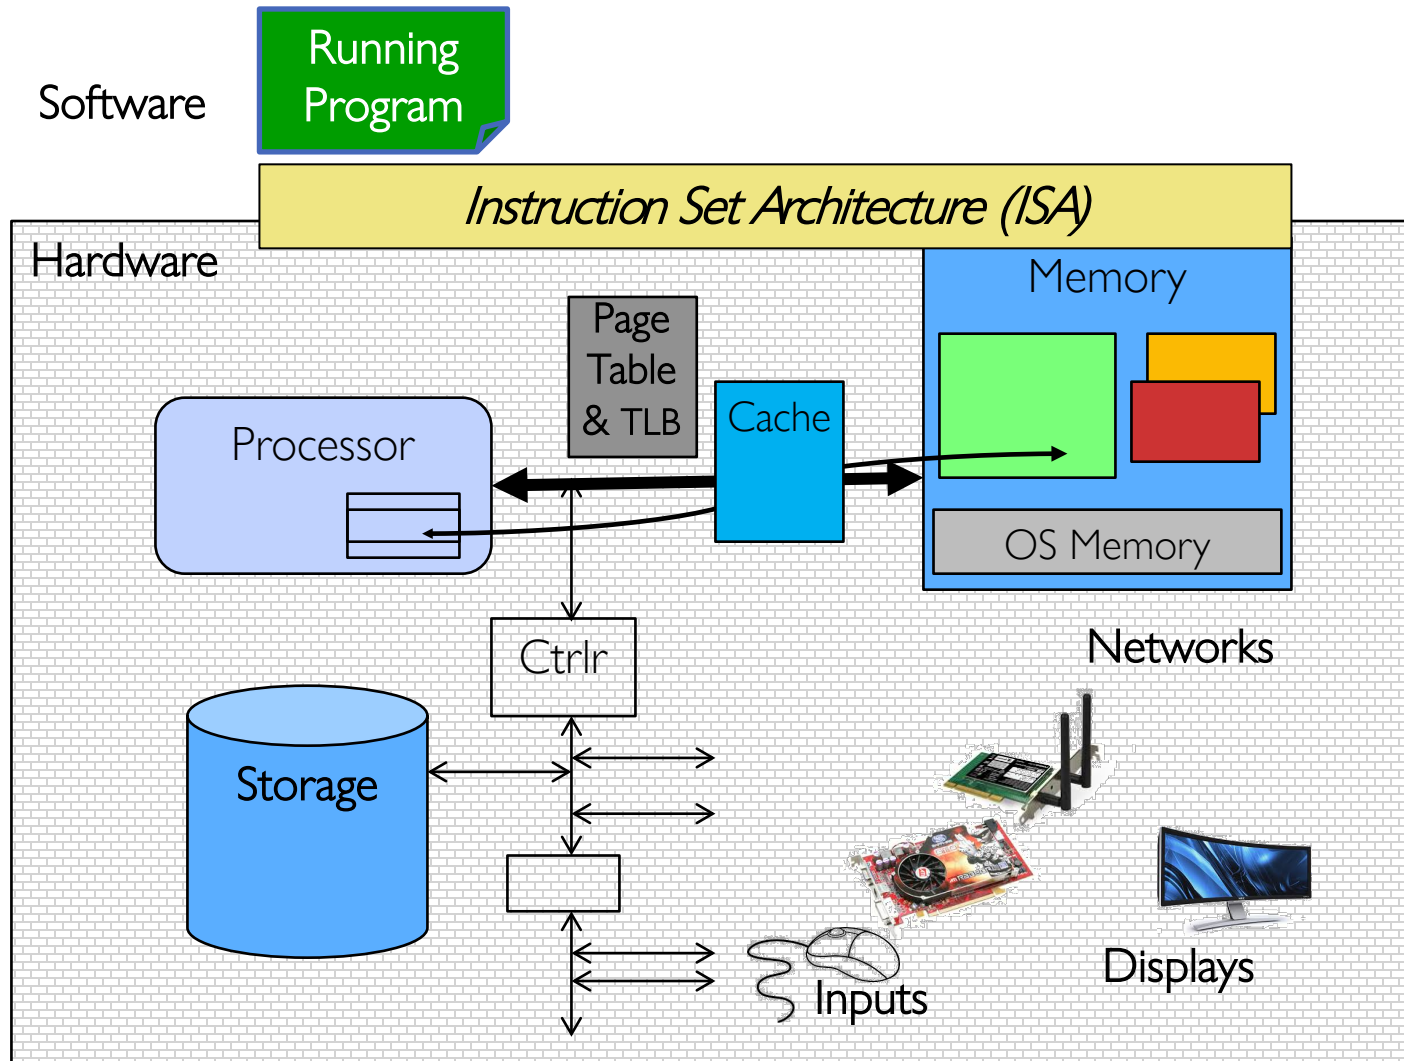 Running
Program
Software
Instruction Set Architecture (ISA)
Hardware
Memory
Page
Table
& TLB
Cache
Processor
OS Memory
Ctrlr
Networks
Storage
Displays
Inputs